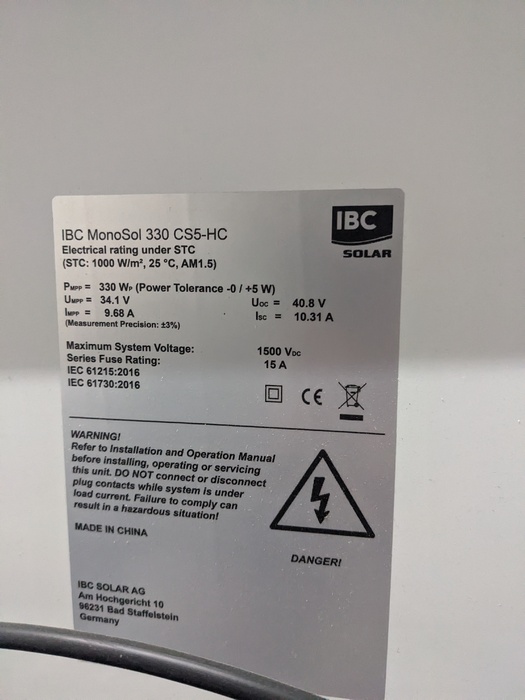 IBC MonoSol 330 CS5-HC
Electrical rating under STC
(STC: 1000 W/m², 25 °C, AM1.5)
IBC
SOLAR
PMPP = 330 WP (Power Tolerance -0 / +5 W)
UMPP = 34.1 V
UOC = 40.8 V
IMPP = 9.68 A
ISC = 10.31 A
(Measurement Precision: ±3%)
Maximum System Voltage: 1500 VDC
Series Fuse Rating: 15 A
IEC 61215:2016
IEC 61730:2016
CE
WARNING!
Refer to Installation and Operation Manual
before installing, operating or servicing
this unit. DO NOT connect or disconnect
plug contacts while system is under
load current. Failure to comply can
result in a hazardous situation!
DANGER!
MADE IN CHINA
IBC SOLAR AG
Am Hochgericht 10
96231 Bad Staffelstein
Germany